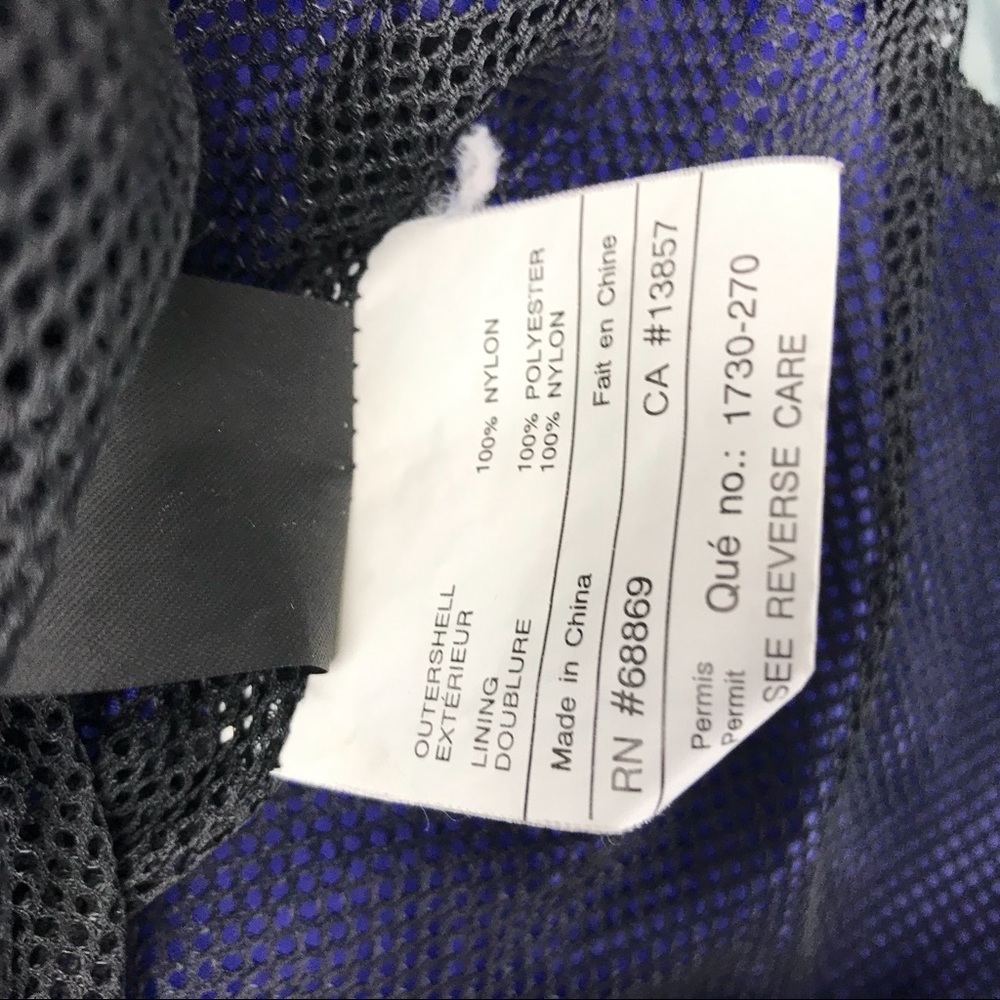 OUTERSHELL 100% NYLON
EXTÉRIEUR
LINING 100% POLYESTER
DOUBLURE 100% NYLON
Made in China Fait en Chine
RN #68869 CA #13857
Permis Qué no.: 1730-270
Permit
SEE REVERSE CARE